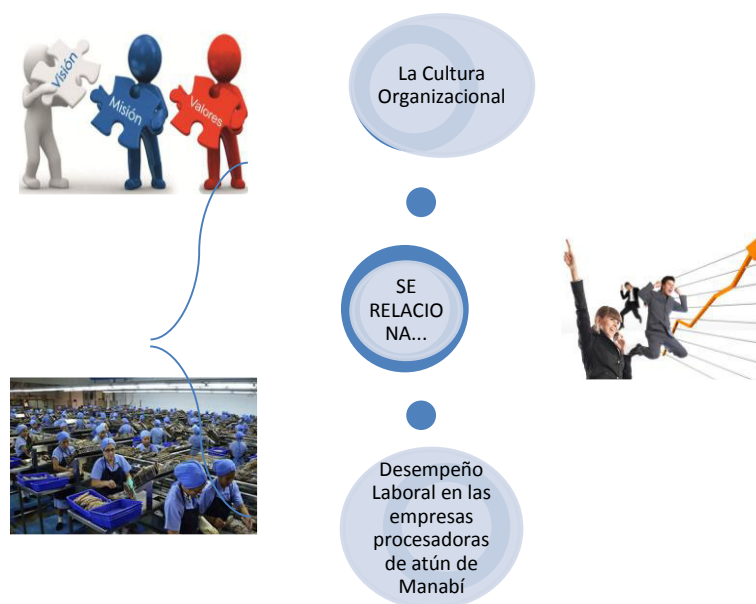 Visión
Misión
Valores
La Cultura
Organizacional
SE
RELACIO
NA...
Desempeño
Laboral en las
empresas
procesadoras
de atún de
Manabí